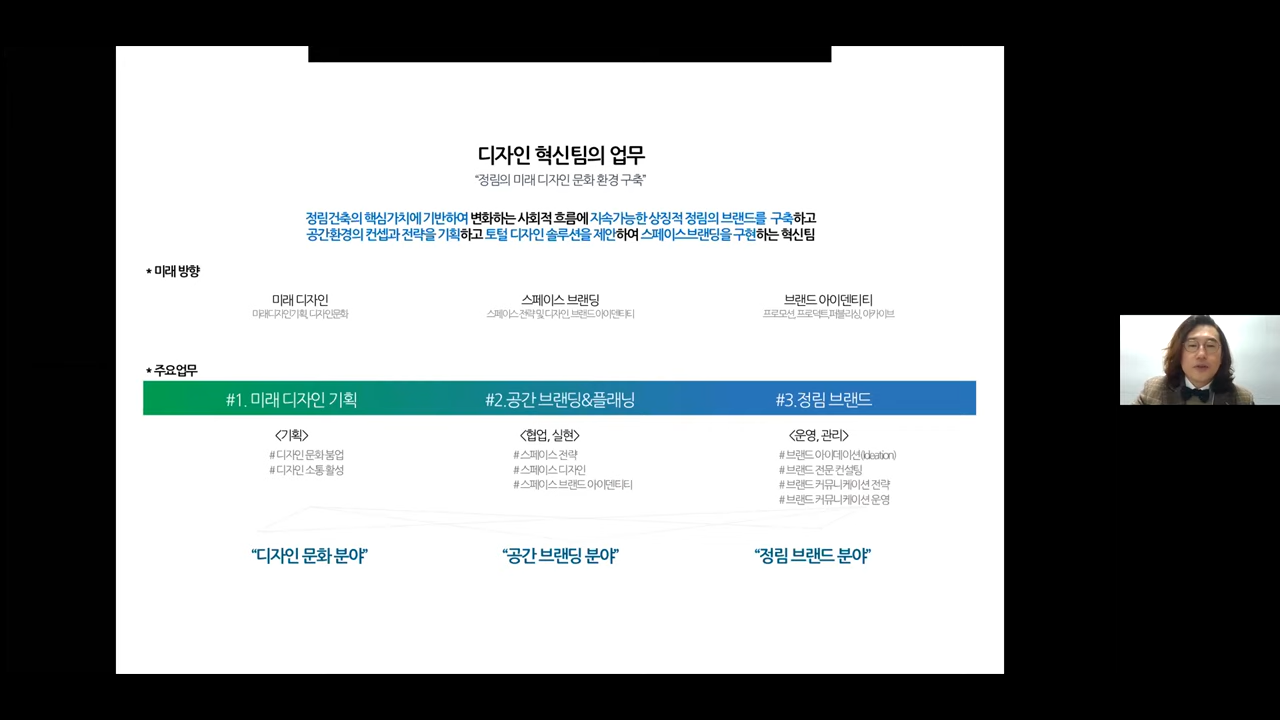 디자인 혁신팀의 업무
“정림의 미래 디자인 문화 환경 구축”
정림건축의 핵심가치에 기반하여 변화하는 사회적 흐름에 지속가능한 상징적 정림의 브랜드를 구축하고
공간환경의 컨셉과 전략을 기획하고 토털 디자인 솔루션을 제안하여 스페이스브랜딩을 구현하는 혁신팀
* 미래 방향
미래 디자인 스페이스 브랜딩 브랜드 아이덴티티
미래디자인기획, 디자인문화 스페이스 전략 및 디자인, 브랜드 아이덴티티 프로모션, 프로덕트,퍼블리싱, 아카이브
* 주요업무
#1. 미래 디자인 기획 #2.공간 브랜딩&플래닝 #3.정림 브랜드
<기획> <협업, 실현> <운영, 관리>
# 디자인 문화 붐업 # 스페이스 전략 # 브랜드 아이데이션(ideation)
# 디자인 소통 활성 # 스페이스 디자인 # 브랜드 전문 컨설팅
# 스페이스 브랜드 아이덴티티 # 브랜드 커뮤니케이션 전략
# 브랜드 커뮤니케이션 운영
“디자인 문화 분야” “공간 브랜딩 분야” “정림 브랜드 분야”